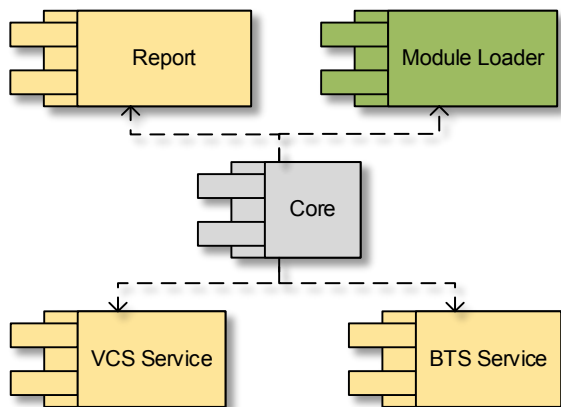 Report
Module Loader
Core
VCS Service
BTS Service